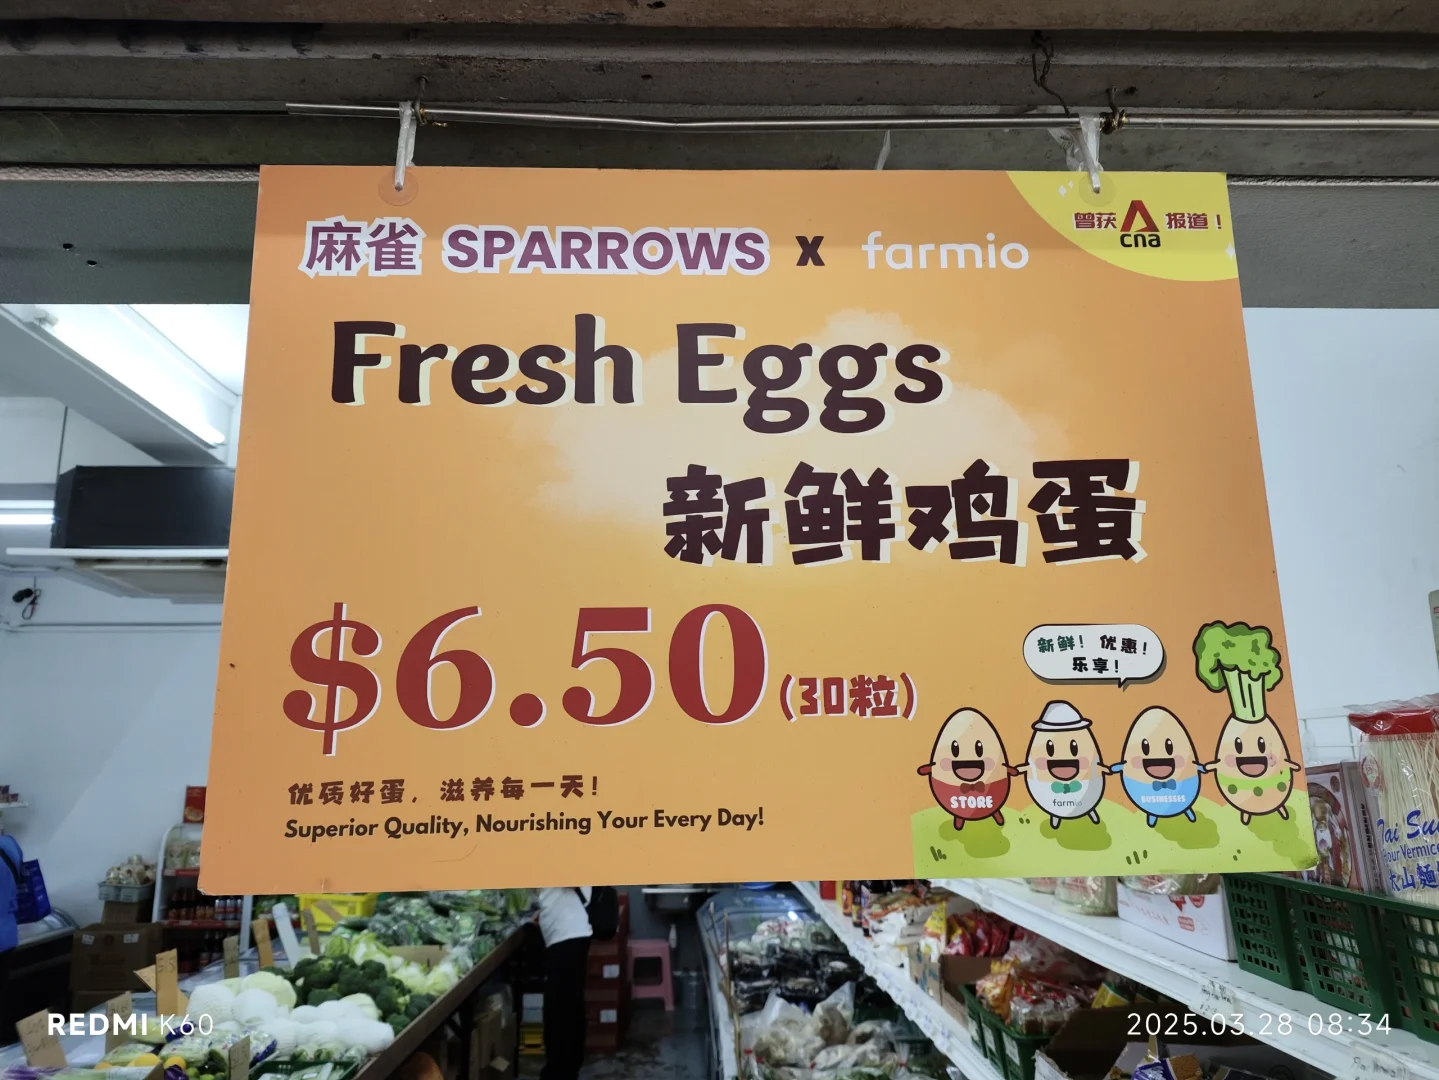 麻雀 SPARROWS X farmio
曾获 cna 报道！
Fresh Eggs
新鲜鸡蛋
$6.50 (30粒)
新鲜！优惠！
乐享！
优质好蛋，滋养每一天！
Superior Quality, Nourishing Your Every Day!
STORE
farmio
BUSINESSES
REDMI K60
2025.03.28 08:34